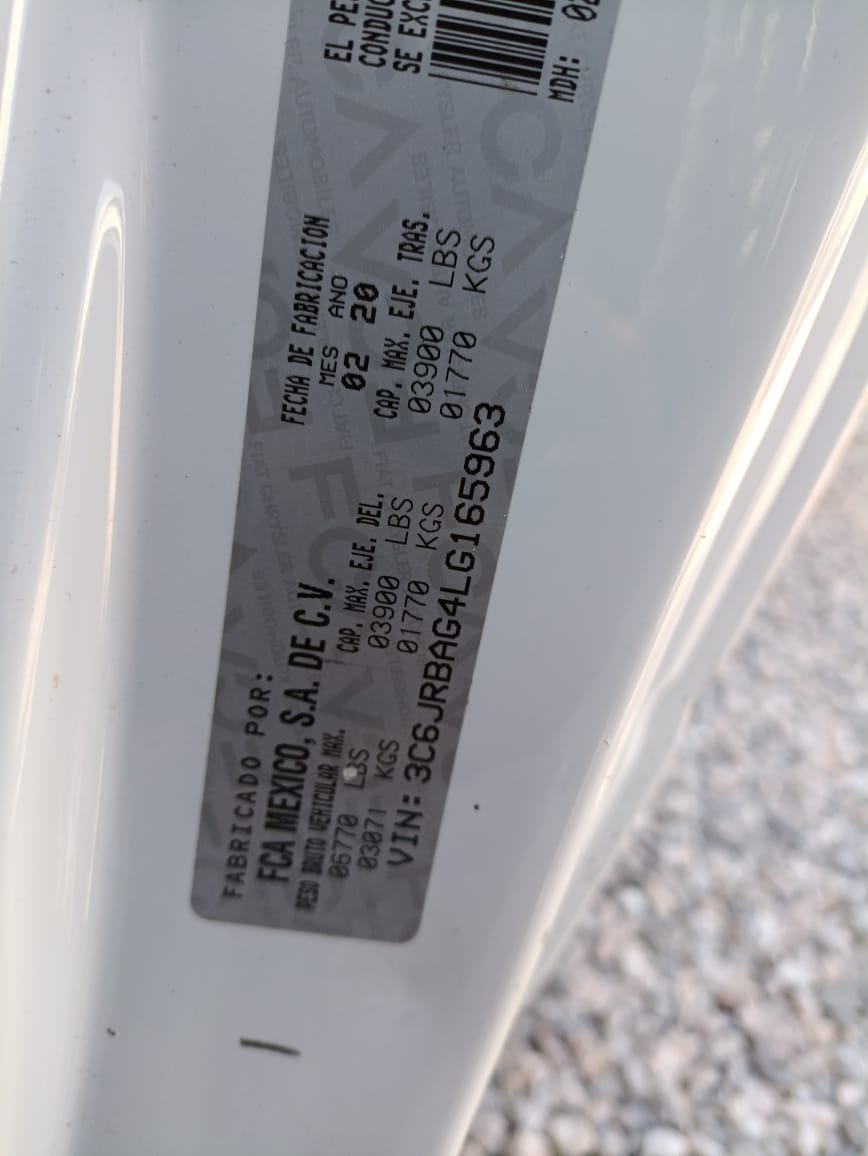 FABRICADO POR:
FCA MEXICO, S.A. DE C.V.
FECHA DE FABRICACION
MES ANO
02 20
PESO BRUTO VEHICULAR MAX.
06770 LBS
03071 KGS
CAP. MAX. EJE. DEL.
03900 LBS
01770 KGS
CAP. MAX. EJE. TRAS.
03900 LBS
01770 KGS
VIN: 3C6JRBAG4LG165963
EL PE
CONDUC
SE EXC
MDH: 02